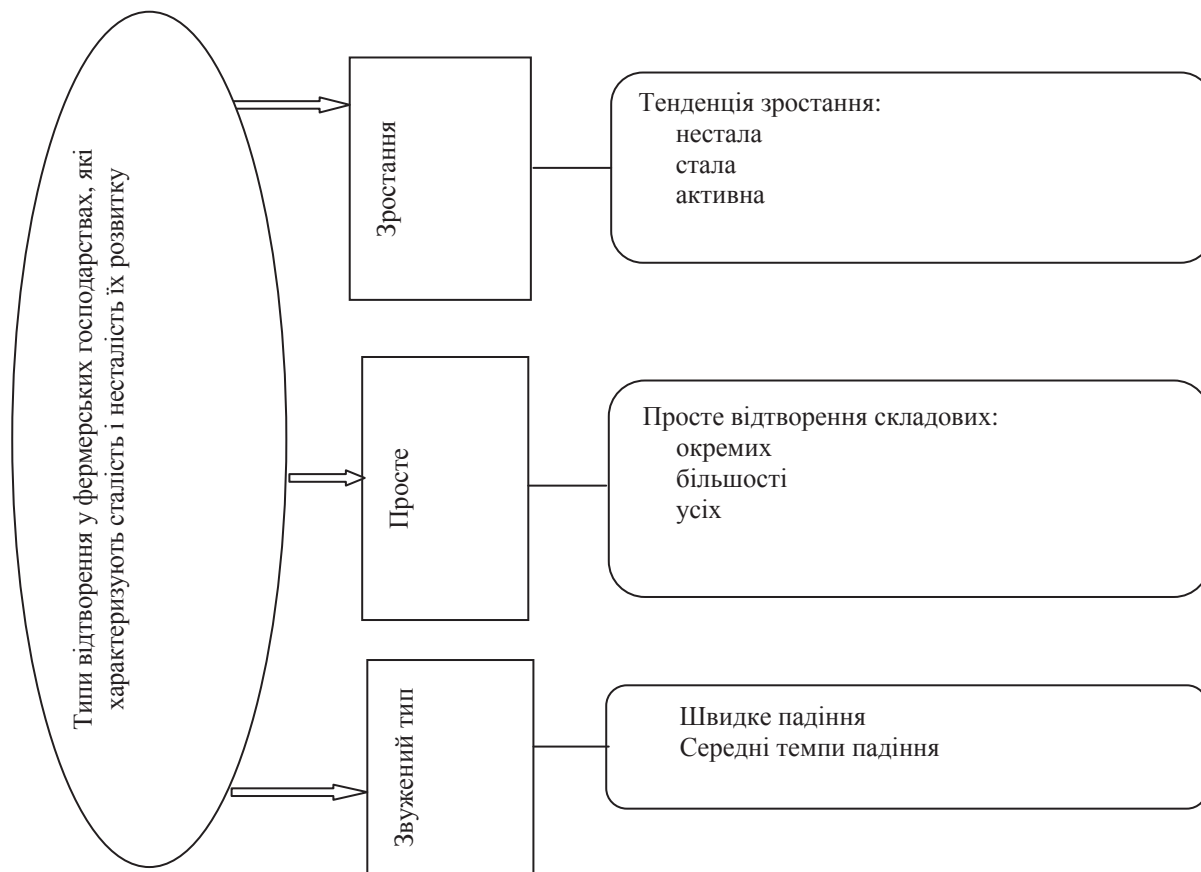 Типи відтворення у фермерських господарствах, які
характеризують сталість і несталість їх розвитку
Зростання
Тенденція зростання:
нестала
стала
активна
Просте
Просте відтворення складових:
окремих
більшості
усіх
Звужений тип
Швидке падіння
Середні темпи падіння